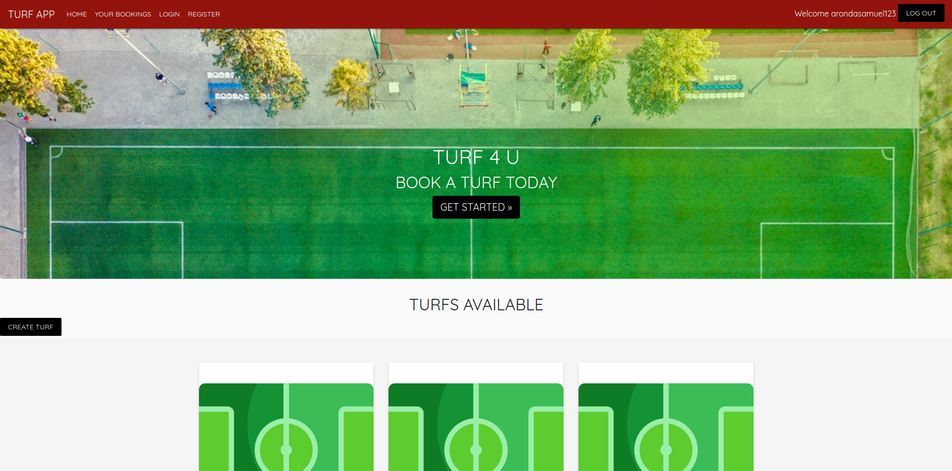 TURF APP HOME YOUR BOOKINGS LOGIN REGISTER Welcome arondasamuel123 LOG OUT
TURF 4 U
BOOK A TURF TODAY
GET STARTED »
TURFS AVAILABLE
CREATE TURF